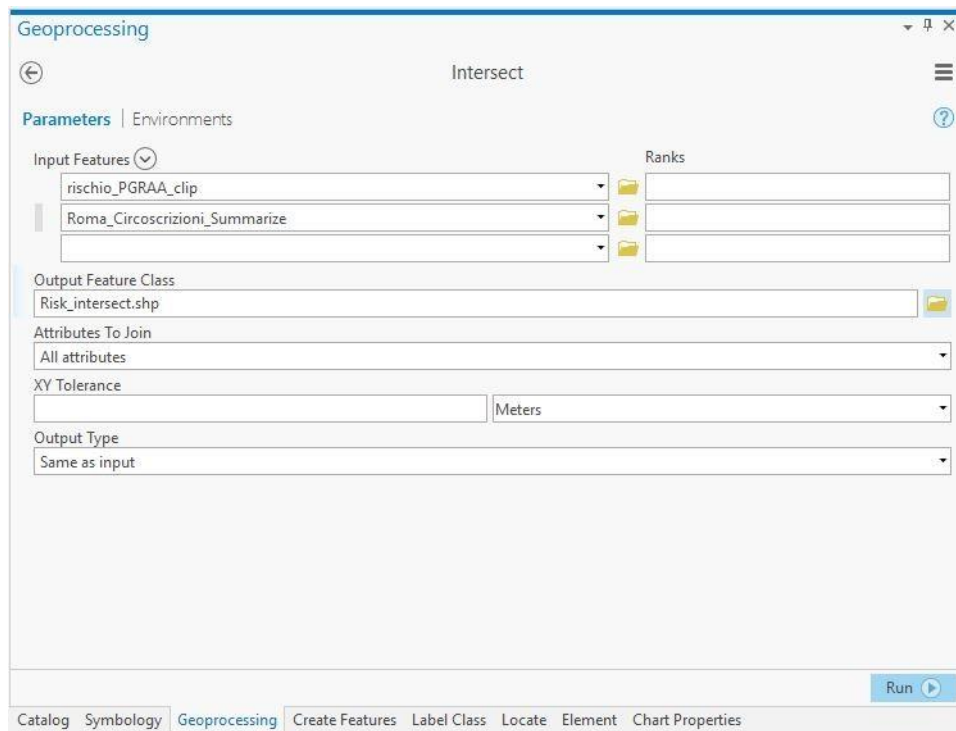 Geoprocessing
Intersect
Parameters | Environments
Input Features Ranks
rischio_PGRAA_clip
Roma_Circoscrizioni_Summarize
Output Feature Class
Risk_intersect.shp
Attributes To Join
All attributes
XY Tolerance
Meters
Output Type
Same as input
Run
Catalog Symbology Geoprocessing Create Features Label Class Locate Element Chart Properties